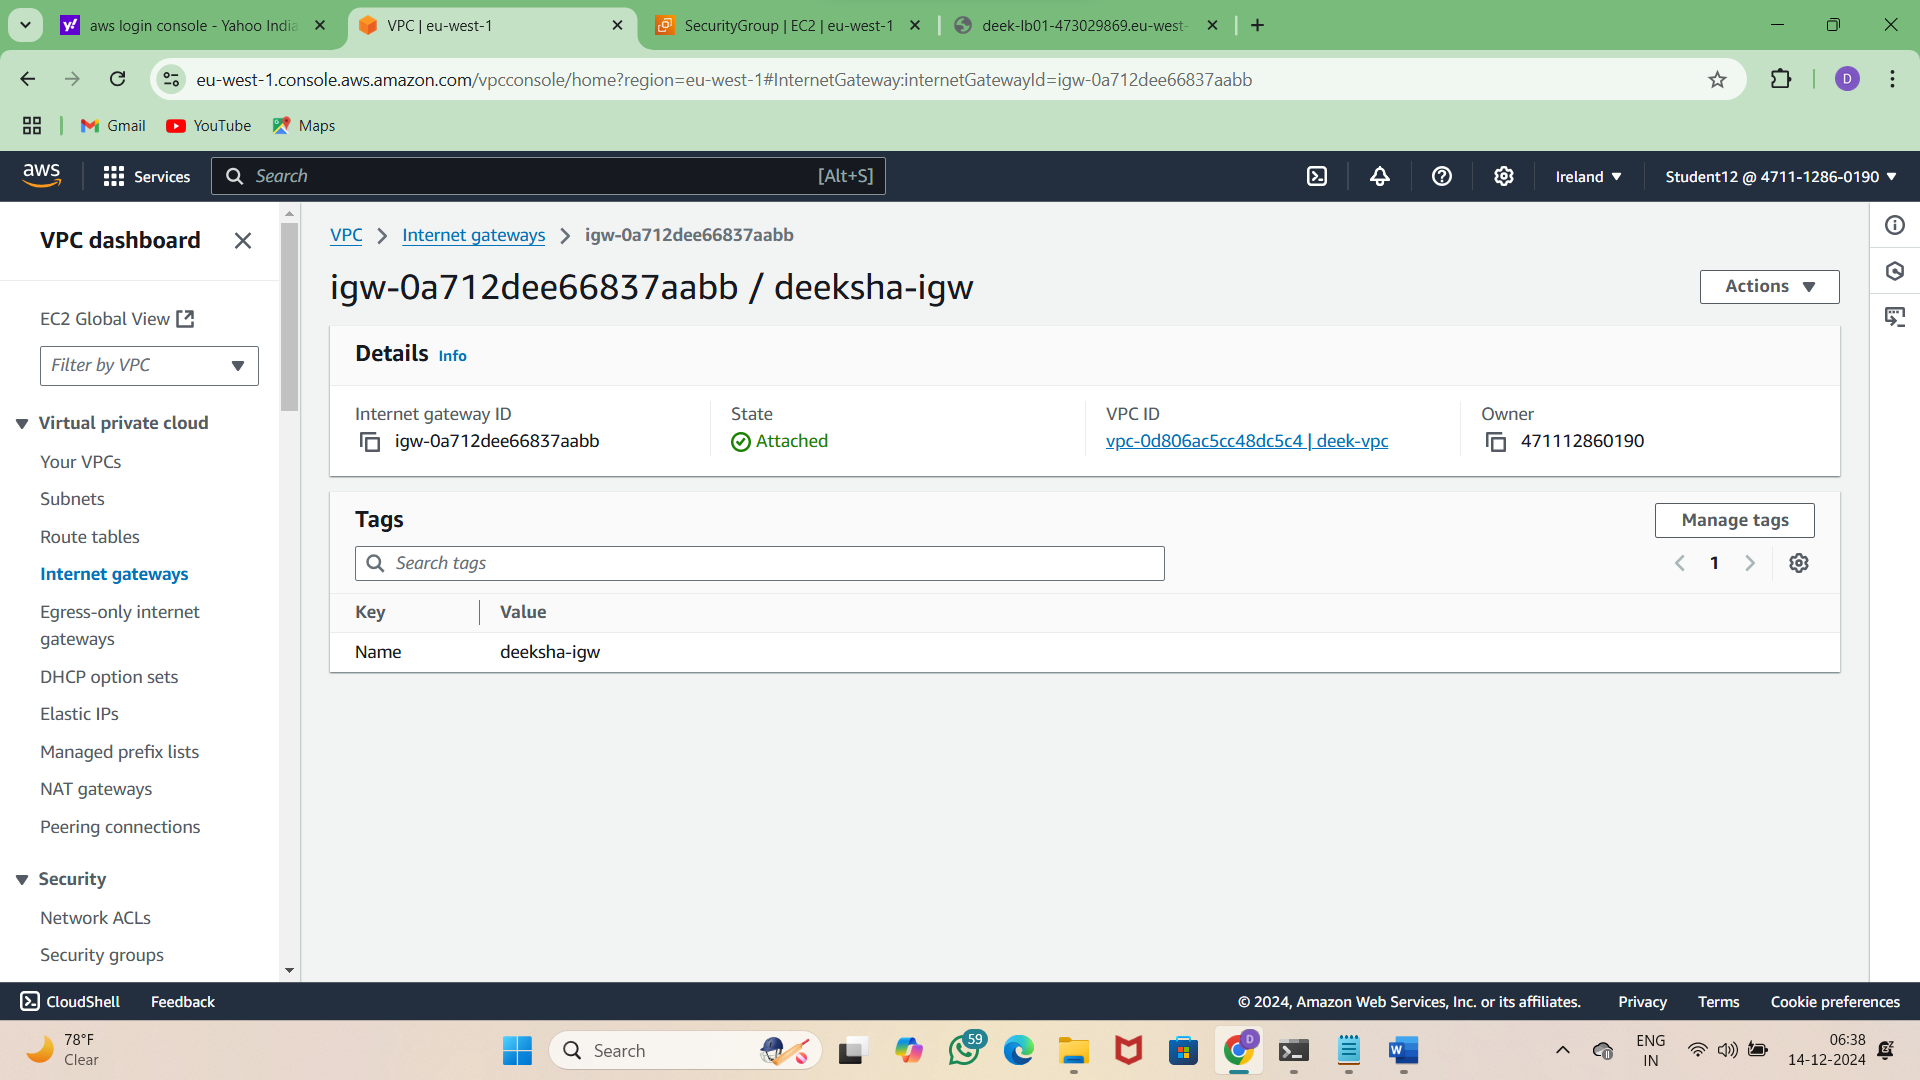 aws login console - Yahoo India
VPC | eu-west-1
SecurityGroup | EC2 | eu-west-1
deek-lb01-473029869.eu-west-
eu-west-1.console.aws.amazon.com/vpcconsole/home?region=eu-west-1#InternetGateway:internetGatewayId=igw-0a712dee66837aabb
D
Gmail
YouTube
Maps
aws
Services
Search
[Alt+S]
Ireland
Student12 @ 4711-1286-0190
VPC dashboard
EC2 Global View
Filter by VPC
Virtual private cloud
Your VPCs
Subnets
Route tables
Internet gateways
Egress-only internet
gateways
DHCP option sets
Elastic IPs
Managed prefix lists
NAT gateways
Peering connections
Security
Network ACLs
Security groups
VPC
Internet gateways
igw-0a712dee66837aabb
igw-0a712dee66837aabb / deeksha-igw
Actions
Details Info
Internet gateway ID
igw-0a712dee66837aabb
State
Attached
VPC ID
vpc-0d806ac5cc48dc5c4 | deek-vpc
Owner
471112860190
Tags
Manage tags
Search tags
1
Key
Value
Name
deeksha-igw
CloudShell
Feedback
© 2024, Amazon Web Services, Inc. or its affiliates.
Privacy
Terms
Cookie preferences
78°F
Clear
Search
59
D
ENG
IN
06:38
14-12-2024